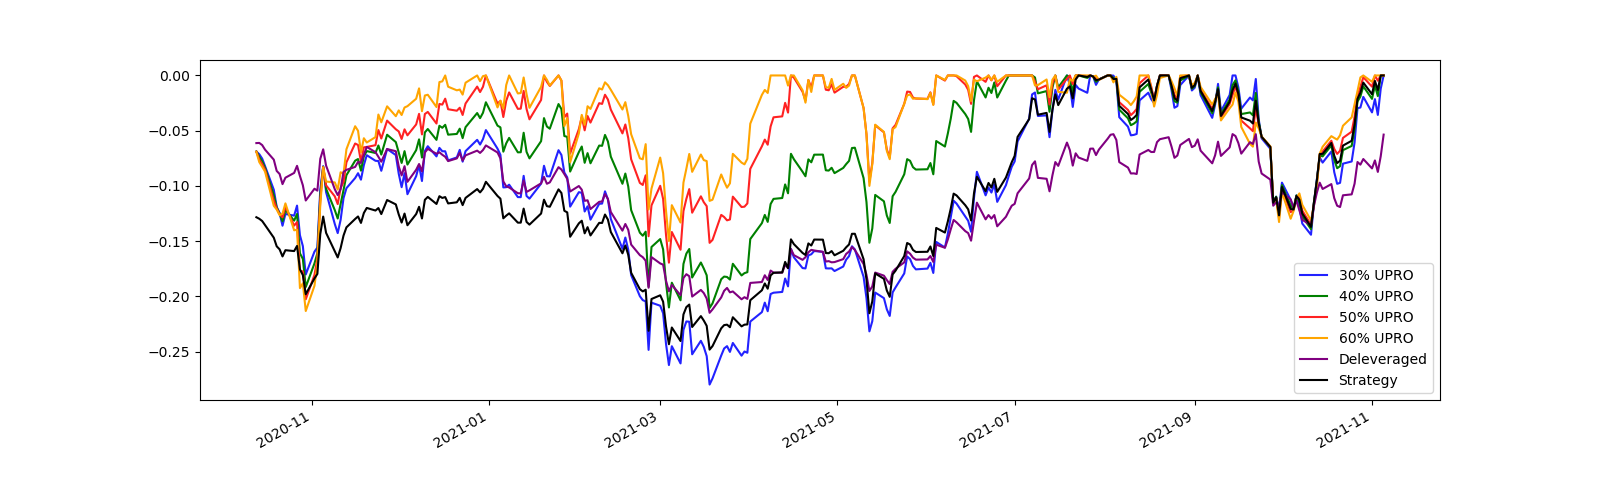 0.00
−0.05
−0.10
−0.15
−0.20
−0.25
2020-11
2021-01
2021-03
2021-05
2021-07
2021-09
2021-11
30% UPRO
40% UPRO
50% UPRO
60% UPRO
Deleveraged
Strategy